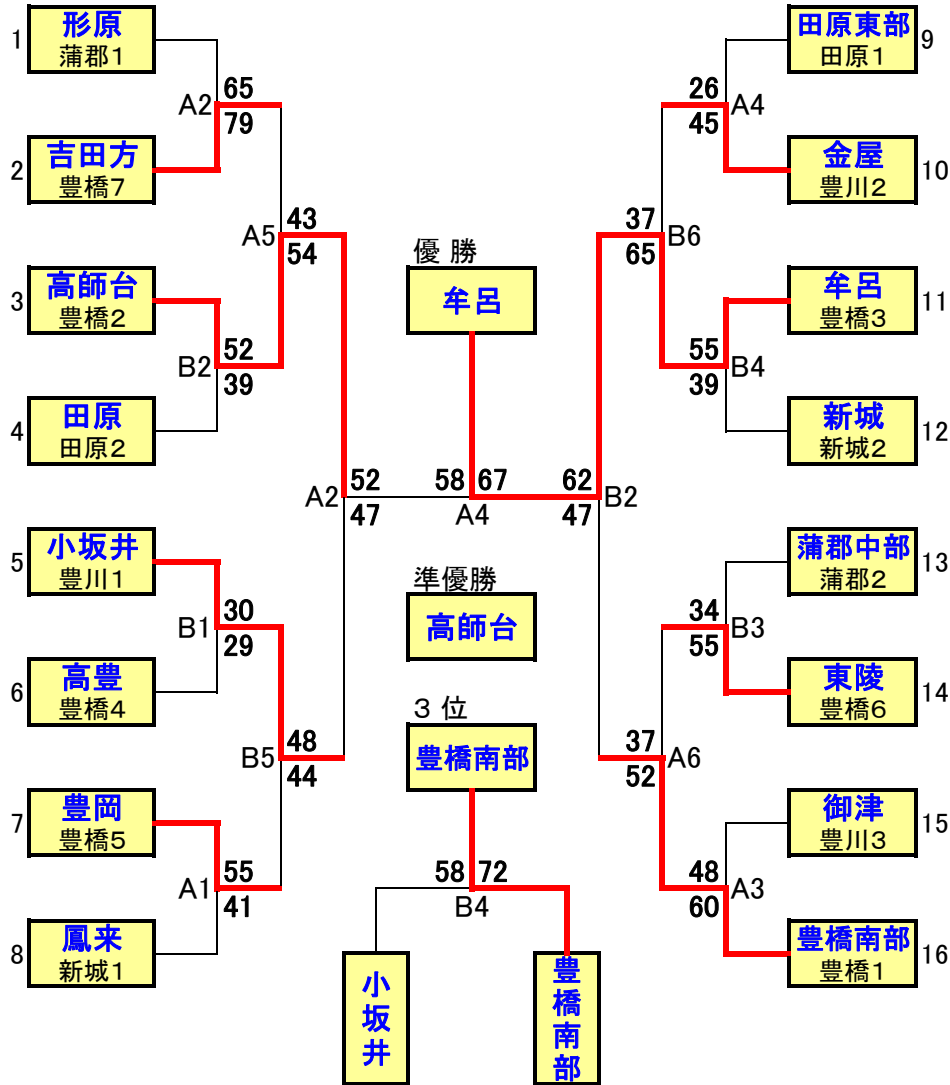 1
形原
蒲郡1
A2
65
79
2
吉田方
豊橋7
A5
43
54
3
高師台
豊橋2
B2
52
39
4
田原
田原2
A2
52
47
5
小坂井
豊川1
B1
30
29
6
高豊
豊橋4
B5
48
44
7
豊岡
豊橋5
A1
55
41
8
鳳来
新城1
優 勝
牟呂
58 67
A4
準優勝
高師台
3 位
豊橋南部
58 72
B4
小坂井
豊橋南部
田原東部
田原1
9
26
45
A4
金屋
豊川2
10
37
65
B6
牟呂
豊橋3
11
55
39
B4
新城
新城2
12
62
47
B2
蒲郡中部
蒲郡2
13
34
55
B3
東陵
豊橋6
14
37
52
A6
御津
豊川3
15
48
60
A3
豊橋南部
豊橋1
16